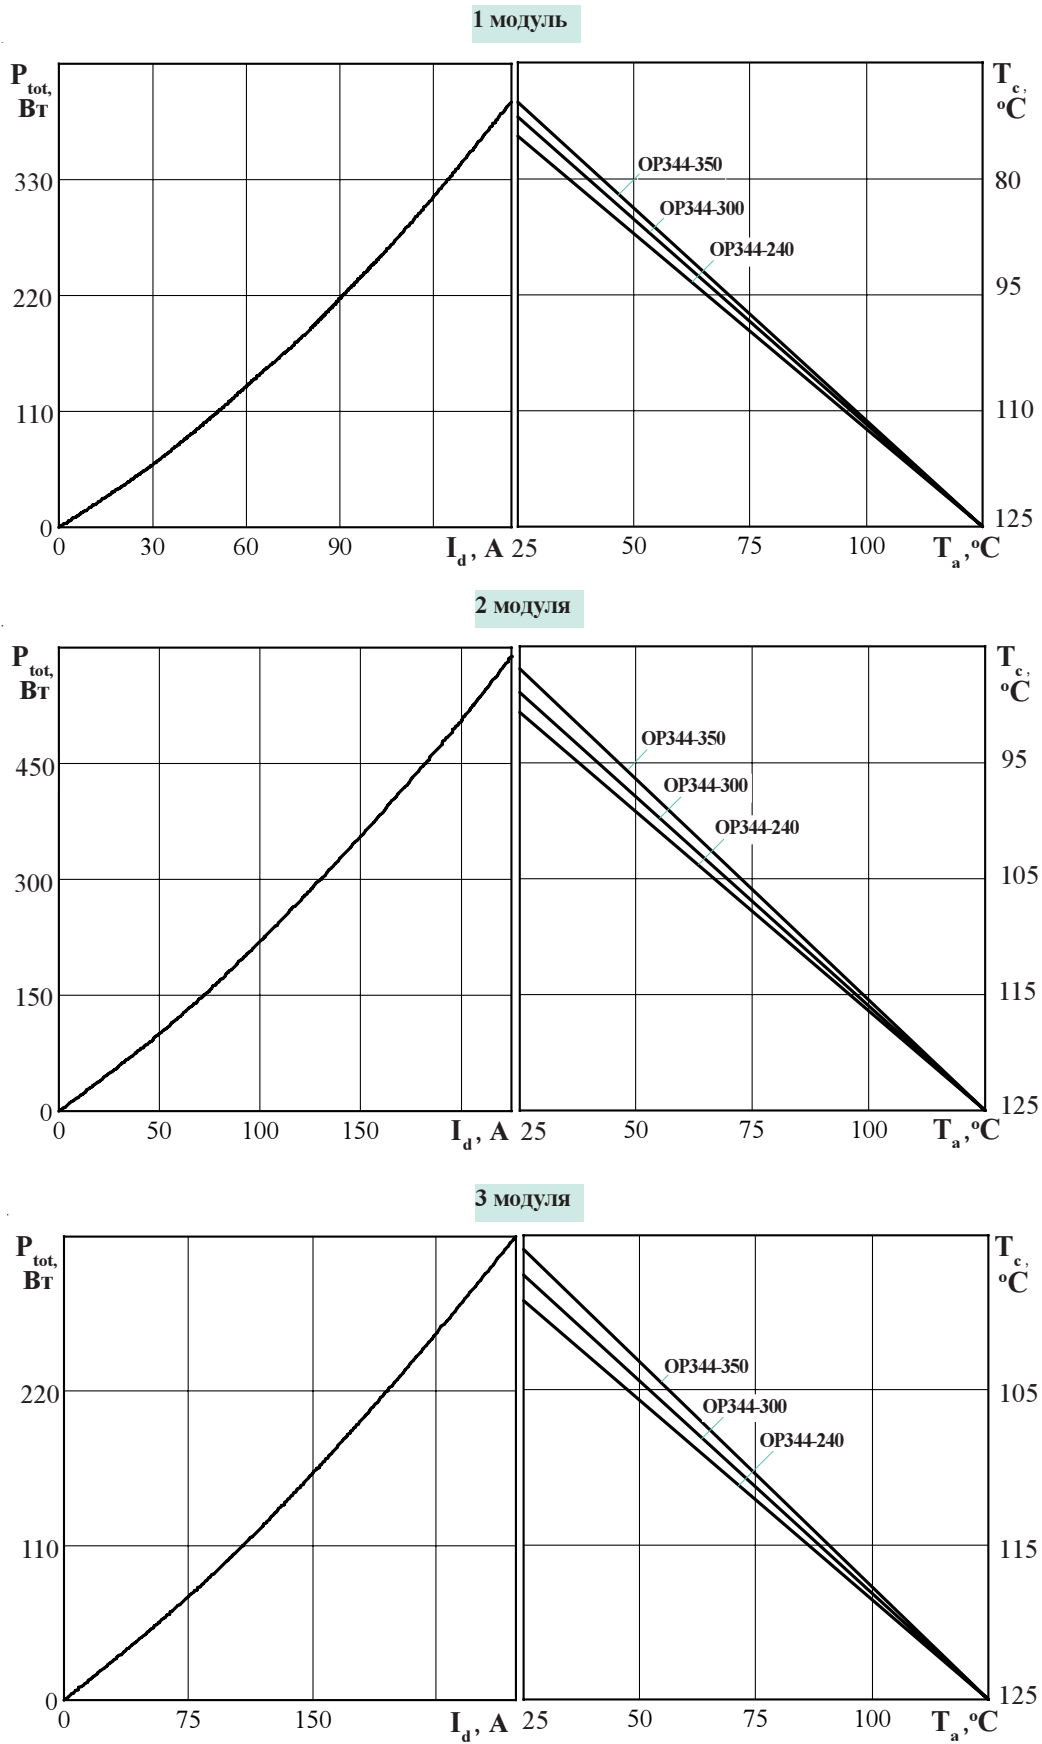 1 модуль
P tot, Вт
T c, °C
330
220
110
0
0 30 60 90 I d, A
OP344-350
OP344-300
OP344-240
80
95
110
125
25 50 75 100 T a, °C
2 модуля
P tot, Вт
T c, °C
450
300
150
0
0 50 100 150 I d, A
OP344-350
OP344-300
OP344-240
95
105
115
125
25 50 75 100 T a, °C
3 модуля
P tot, Вт
T c, °C
220
110
0
0 75 150 I d, A
OP344-350
OP344-300
OP344-240
105
115
125
25 50 75 100 T a, °C